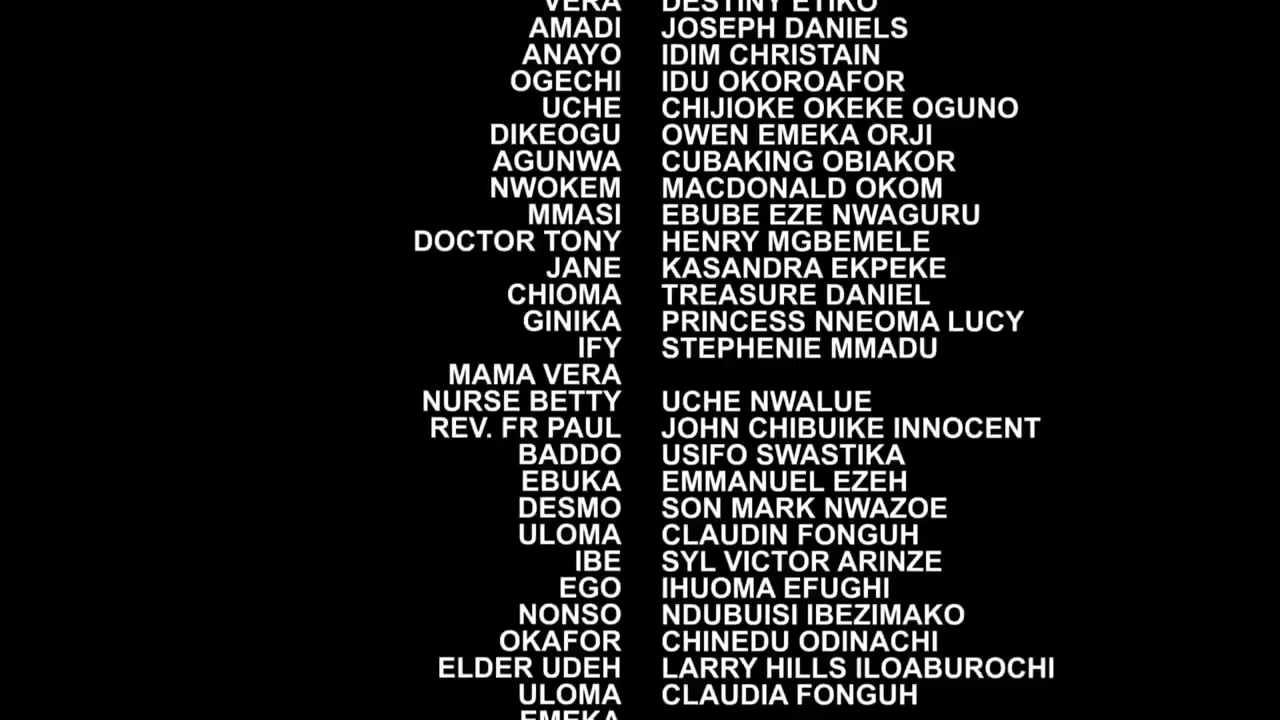 VERA DESTINY ETIKO
AMADI JOSEPH DANIELS
ANAYO IDIM CHRISTAIN
OGECHI IDU OKOROAFOR
UCHE CHIJIOKE OKEKE OGUNO
DIKEOGU OWEN EMEKA ORJI
AGUNWA CUBAKING OBIAKOR
NWOKEM MACDONALD OKOM
MMASI EBUBE EZE NWAGURU
DOCTOR TONY HENRY MGBEMELE
JANE KASANDRA EKPEKE
CHIOMA TREASURE DANIEL
GINIKA PRINCESS NNEOMA LUCY
IFY STEPHENIE MMADU
MAMA VERA
NURSE BETTY UCHE NWALUE
REV. FR PAUL JOHN CHIBUIKE INNOCENT
BADDO USIFO SWASTIKA
EBUKA EMMANUEL EZEH
DESMO SON MARK NWAZOE
ULOMA CLAUDIN FONGUH
IBE SYL VICTOR ARINZE
EGO IHUOMA EFUGHI
NONSO NDUBUISI IBEZIMAKO
OKAFOR CHINEDU ODINACHI
ELDER UDEH LARRY HILLS ILOABUROCHI
ULOMA CLAUDIA FONGUH
EMEKA